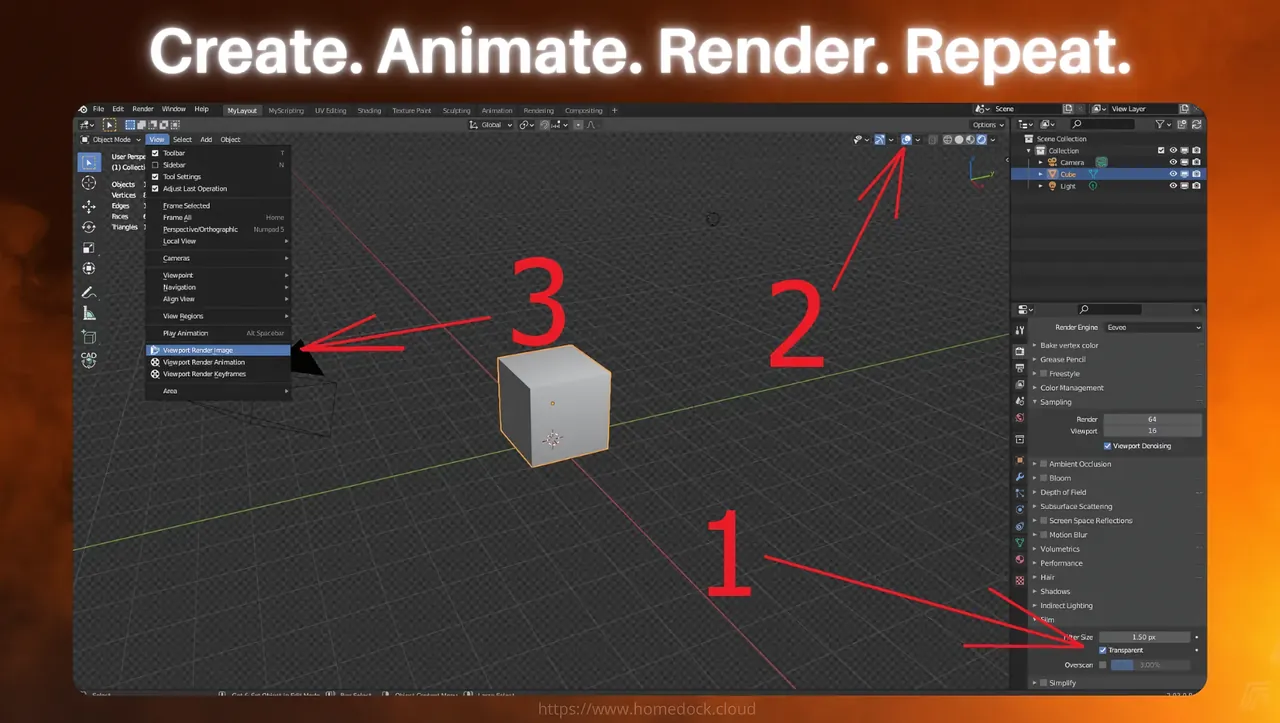 Create. Animate. Render. Repeat.
File Edit Render Window Help MyLayout MyScripting UV Editing Shading Texture Paint Sculpting Animation Rendering Compositing + Scene View Layer
Global Options
Object Mode View Select Add Object
Scene Collection
Collection
Camera
Cube
Light
User Perspe
(1) Collecti
Objects
Vertices
Edges
Faces
Triangles
Toolbar T
Sidebar N
Tool Settings
Adjust Last Operation
Frame Selected
Frame All Home
Perspective/Orthographic Numpad 5
Local View
Cameras
Viewpoint
Navigation
Align View
View Regions
Play Animation Alt Spacebar
Viewport Render Image
Viewport Render Animation
Viewport Render Keyframes
Area
CAD
3
2
1
Render Engine Eevee
Bake vertex color
Grease Pencil
Freestyle
Color Management
Sampling
Render 64
Viewport 16
Viewport Denoising
Ambient Occlusion
Bloom
Depth of Field
Subsurface Scattering
Screen Space Reflections
Motion Blur
Volumetrics
Performance
Hair
Shadows
Indirect Lighting
Film
Filter Size 1.50 px
Transparent
Overscan 3.00%
Simplify
https://www.homedock.cloud